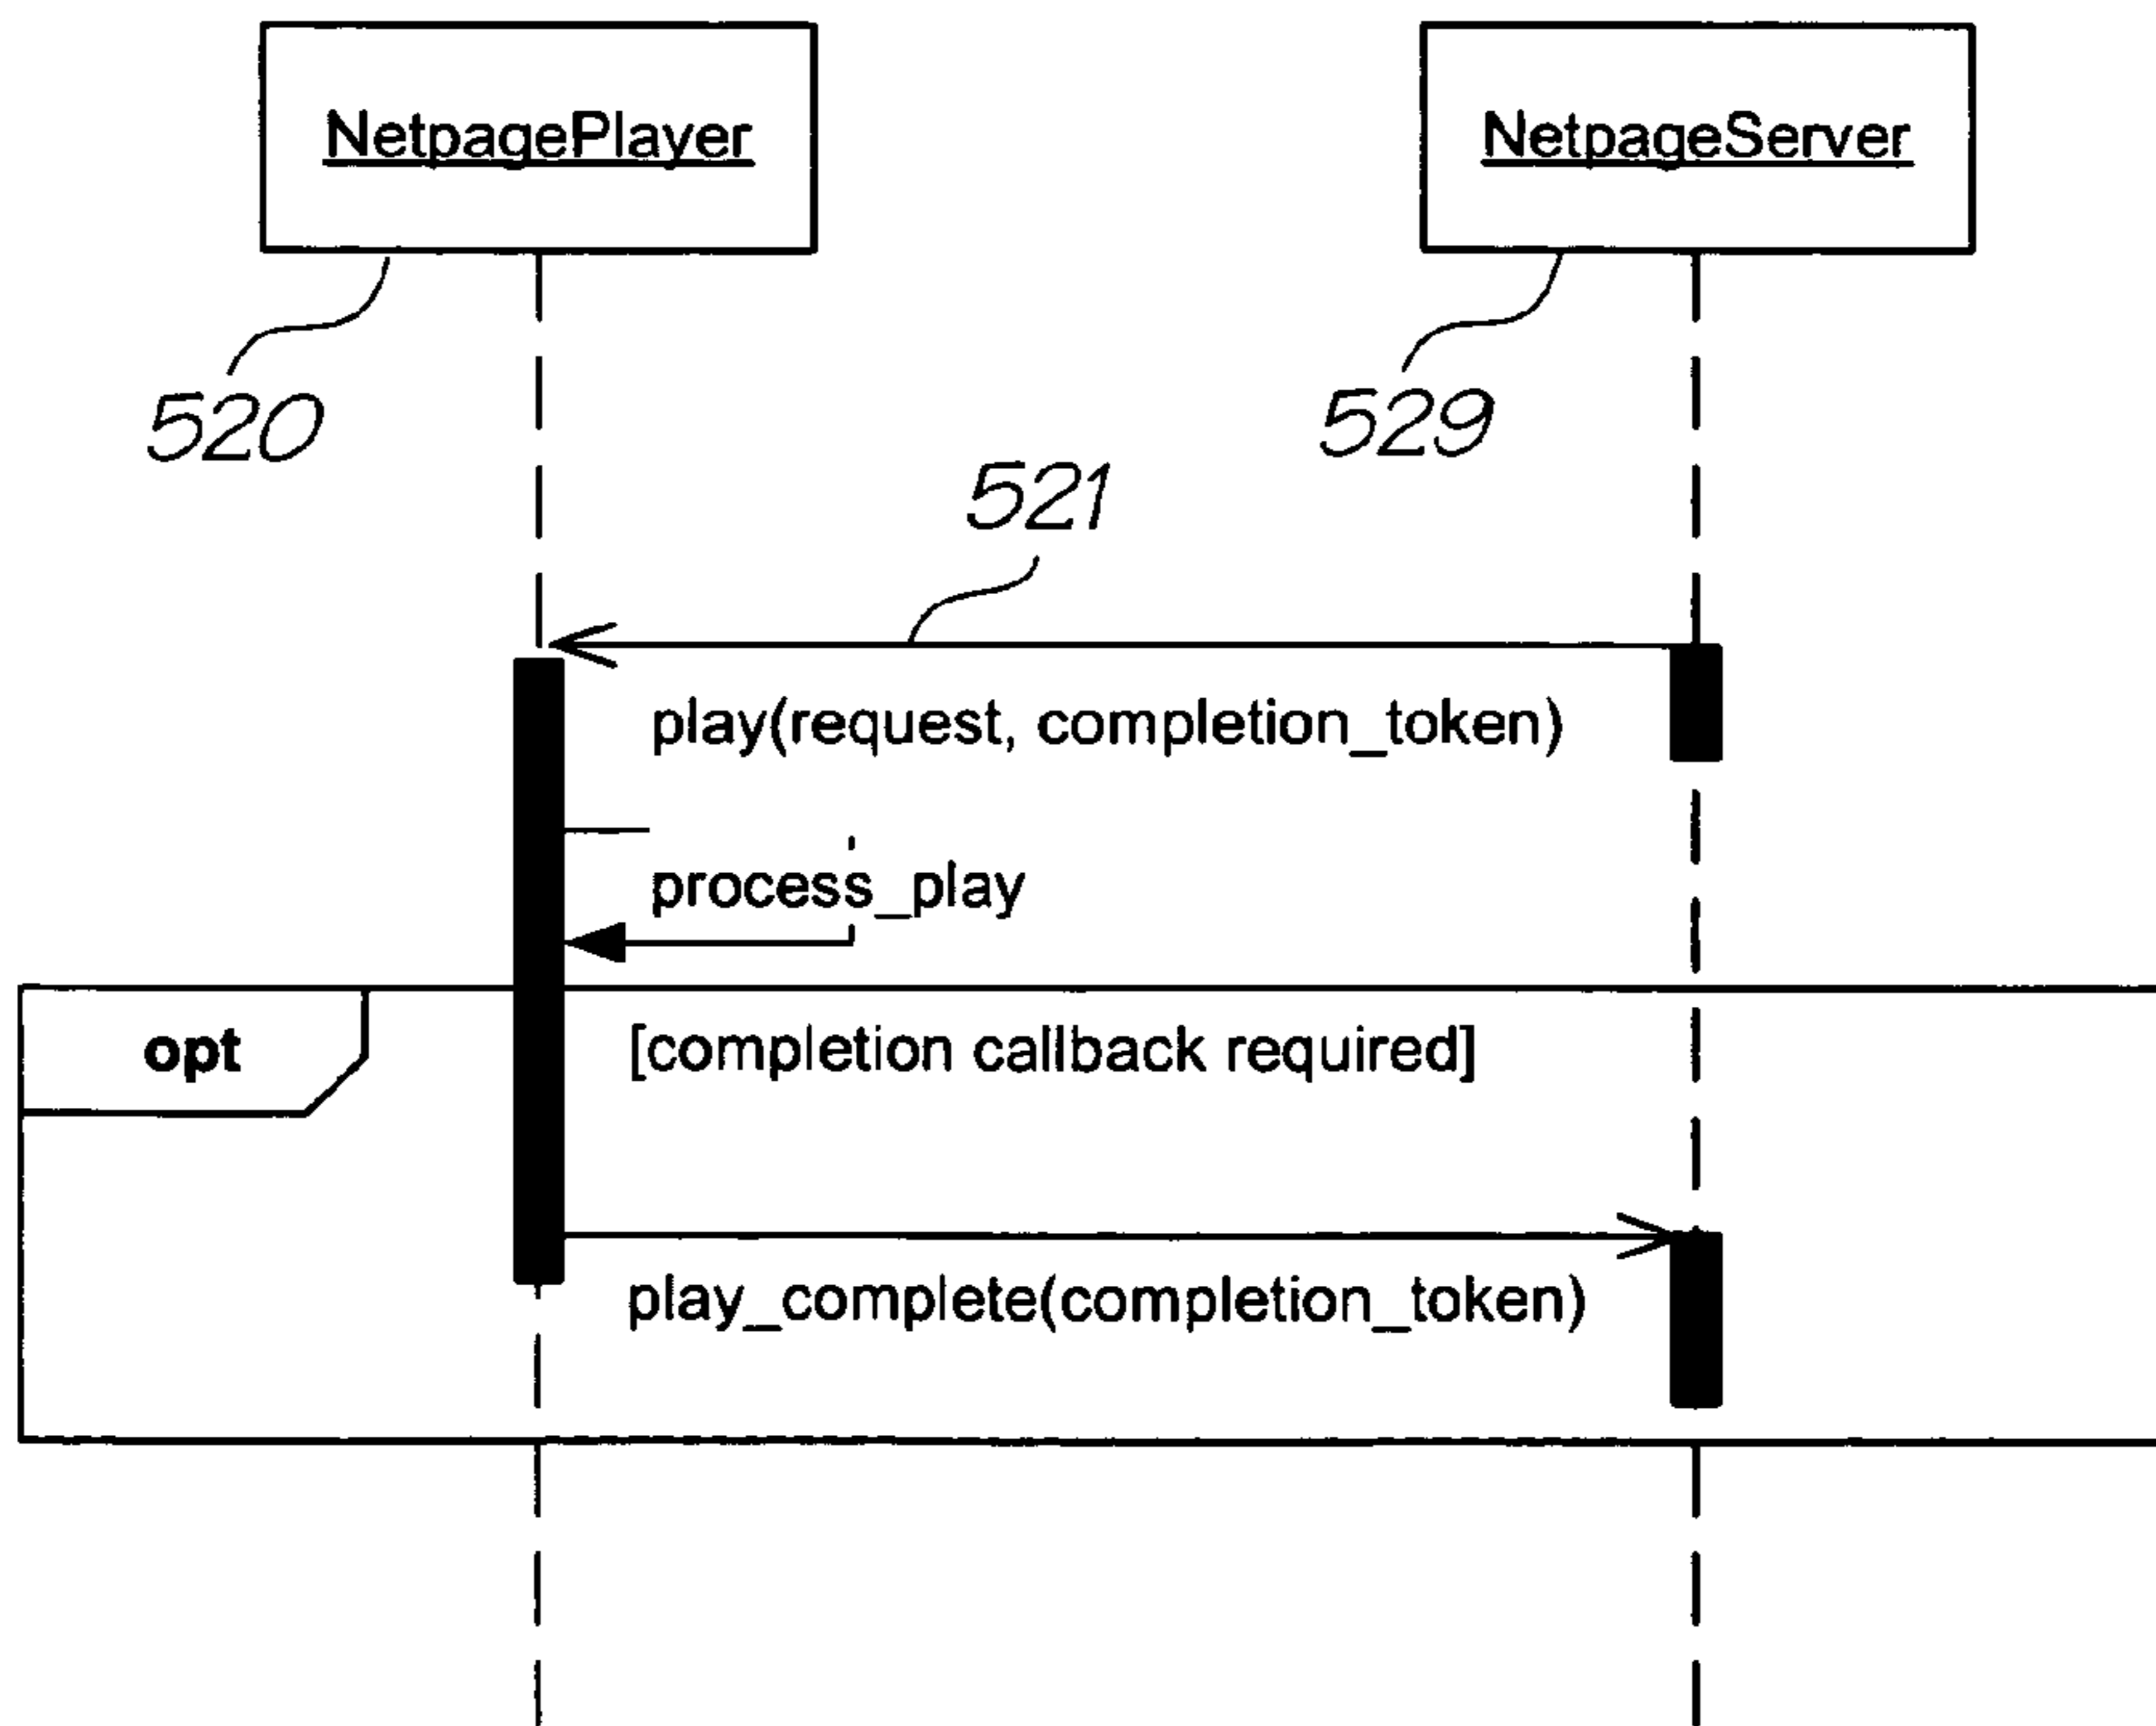 NetpagePlayer
NetpageServer
520
529
521
play(request, completion_token)
process_play
opt
[completion callback required]
play_complete(completion_token)